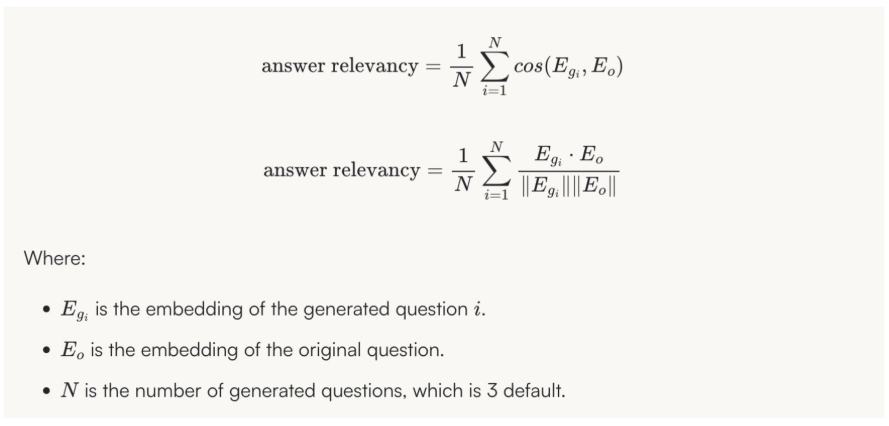 answer relevancy = \frac{1}{N} \sum_{i=1}^{N} cos(E_{g_i}, E_o)
answer relevancy = \frac{1}{N} \sum_{i=1}^{N} \frac{E_{g_i} \cdot E_o}{\|E_{g_i}\|\|E_o\|}
Where:
• E_{g_i} is the embedding of the generated question i.
• E_o is the embedding of the original question.
• N is the number of generated questions, which is 3 default.